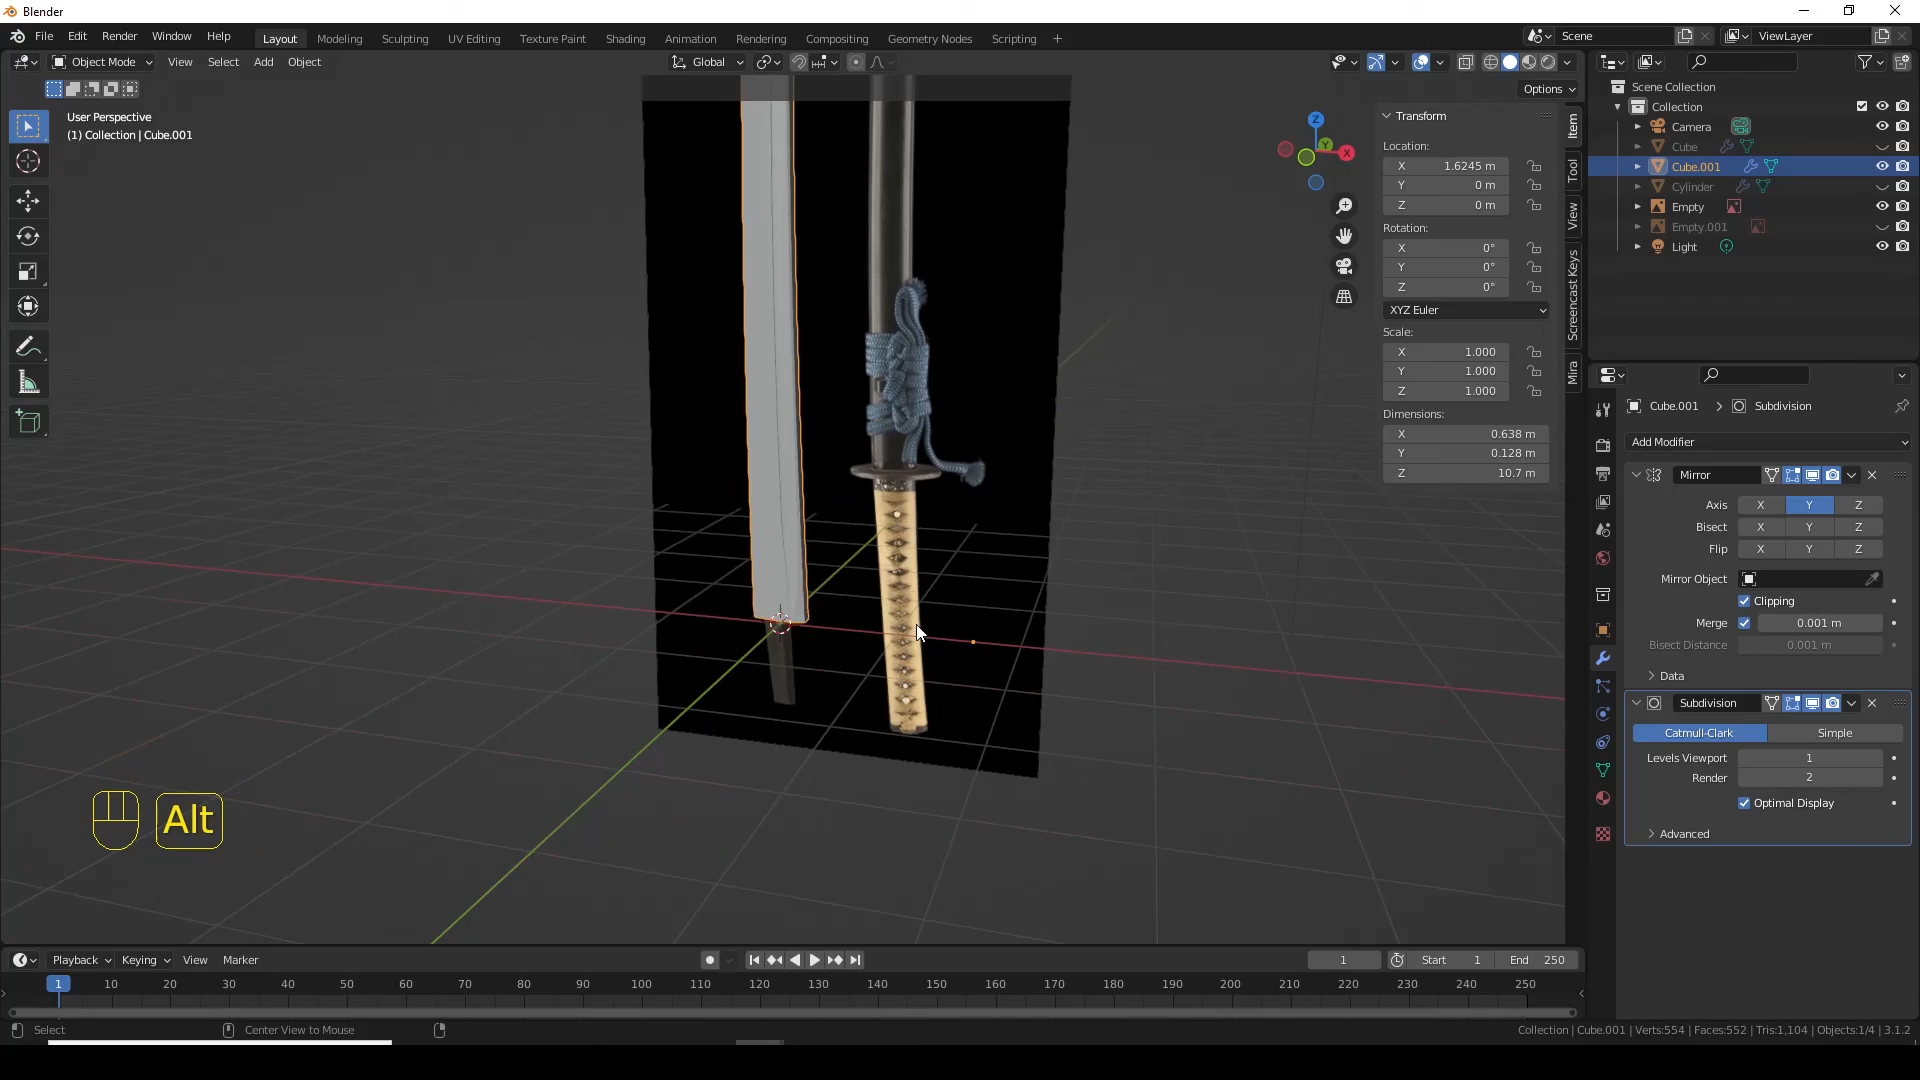 Blender
File Edit Render Window Help Layout Modeling Sculpting UV Editing Texture Paint Shading Animation Rendering Compositing Geometry Nodes Scripting + Scene ViewLayer
Object Mode View Select Add Object Global
Options
User Perspective
(1) Collection | Cube.001
Z
Y
X
Transform
Location:
X 1.6245 m
Y 0 m
Z 0 m
Rotation:
X 0°
Y 0°
Z 0°
XYZ Euler
Scale:
X 1.000
Y 1.000
Z 1.000
Dimensions:
X 0.638 m
Y 0.128 m
Z 10.7 m
Item
Tool
View
Screencast Keys
Mira
Scene Collection
Collection
Camera
Cube
Cube.001
Cylinder
Empty
Empty.001
Light
Cube.001 > Subdivision
Add Modifier
Mirror
Axis X Y Z
Bisect X Y Z
Flip X Y Z
Mirror Object
Clipping
Merge 0.001 m
Bisect Distance 0.001 m
Data
Subdivision
Catmull-Clark Simple
Levels Viewport 1
Render 2
Optimal Display
Advanced
Alt
Playback Keying View Marker 1 Start 1 End 250
1 10 20 30 40 50 60 70 80 90 100 110 120 130 140 150 160 170 180 190 200 210 220 230 240 250
Select Center View to Mouse Collection | Cube.001 | Verts:554 | Faces:552 | Tris:1,104 | Objects:1/4 | 3.1.2